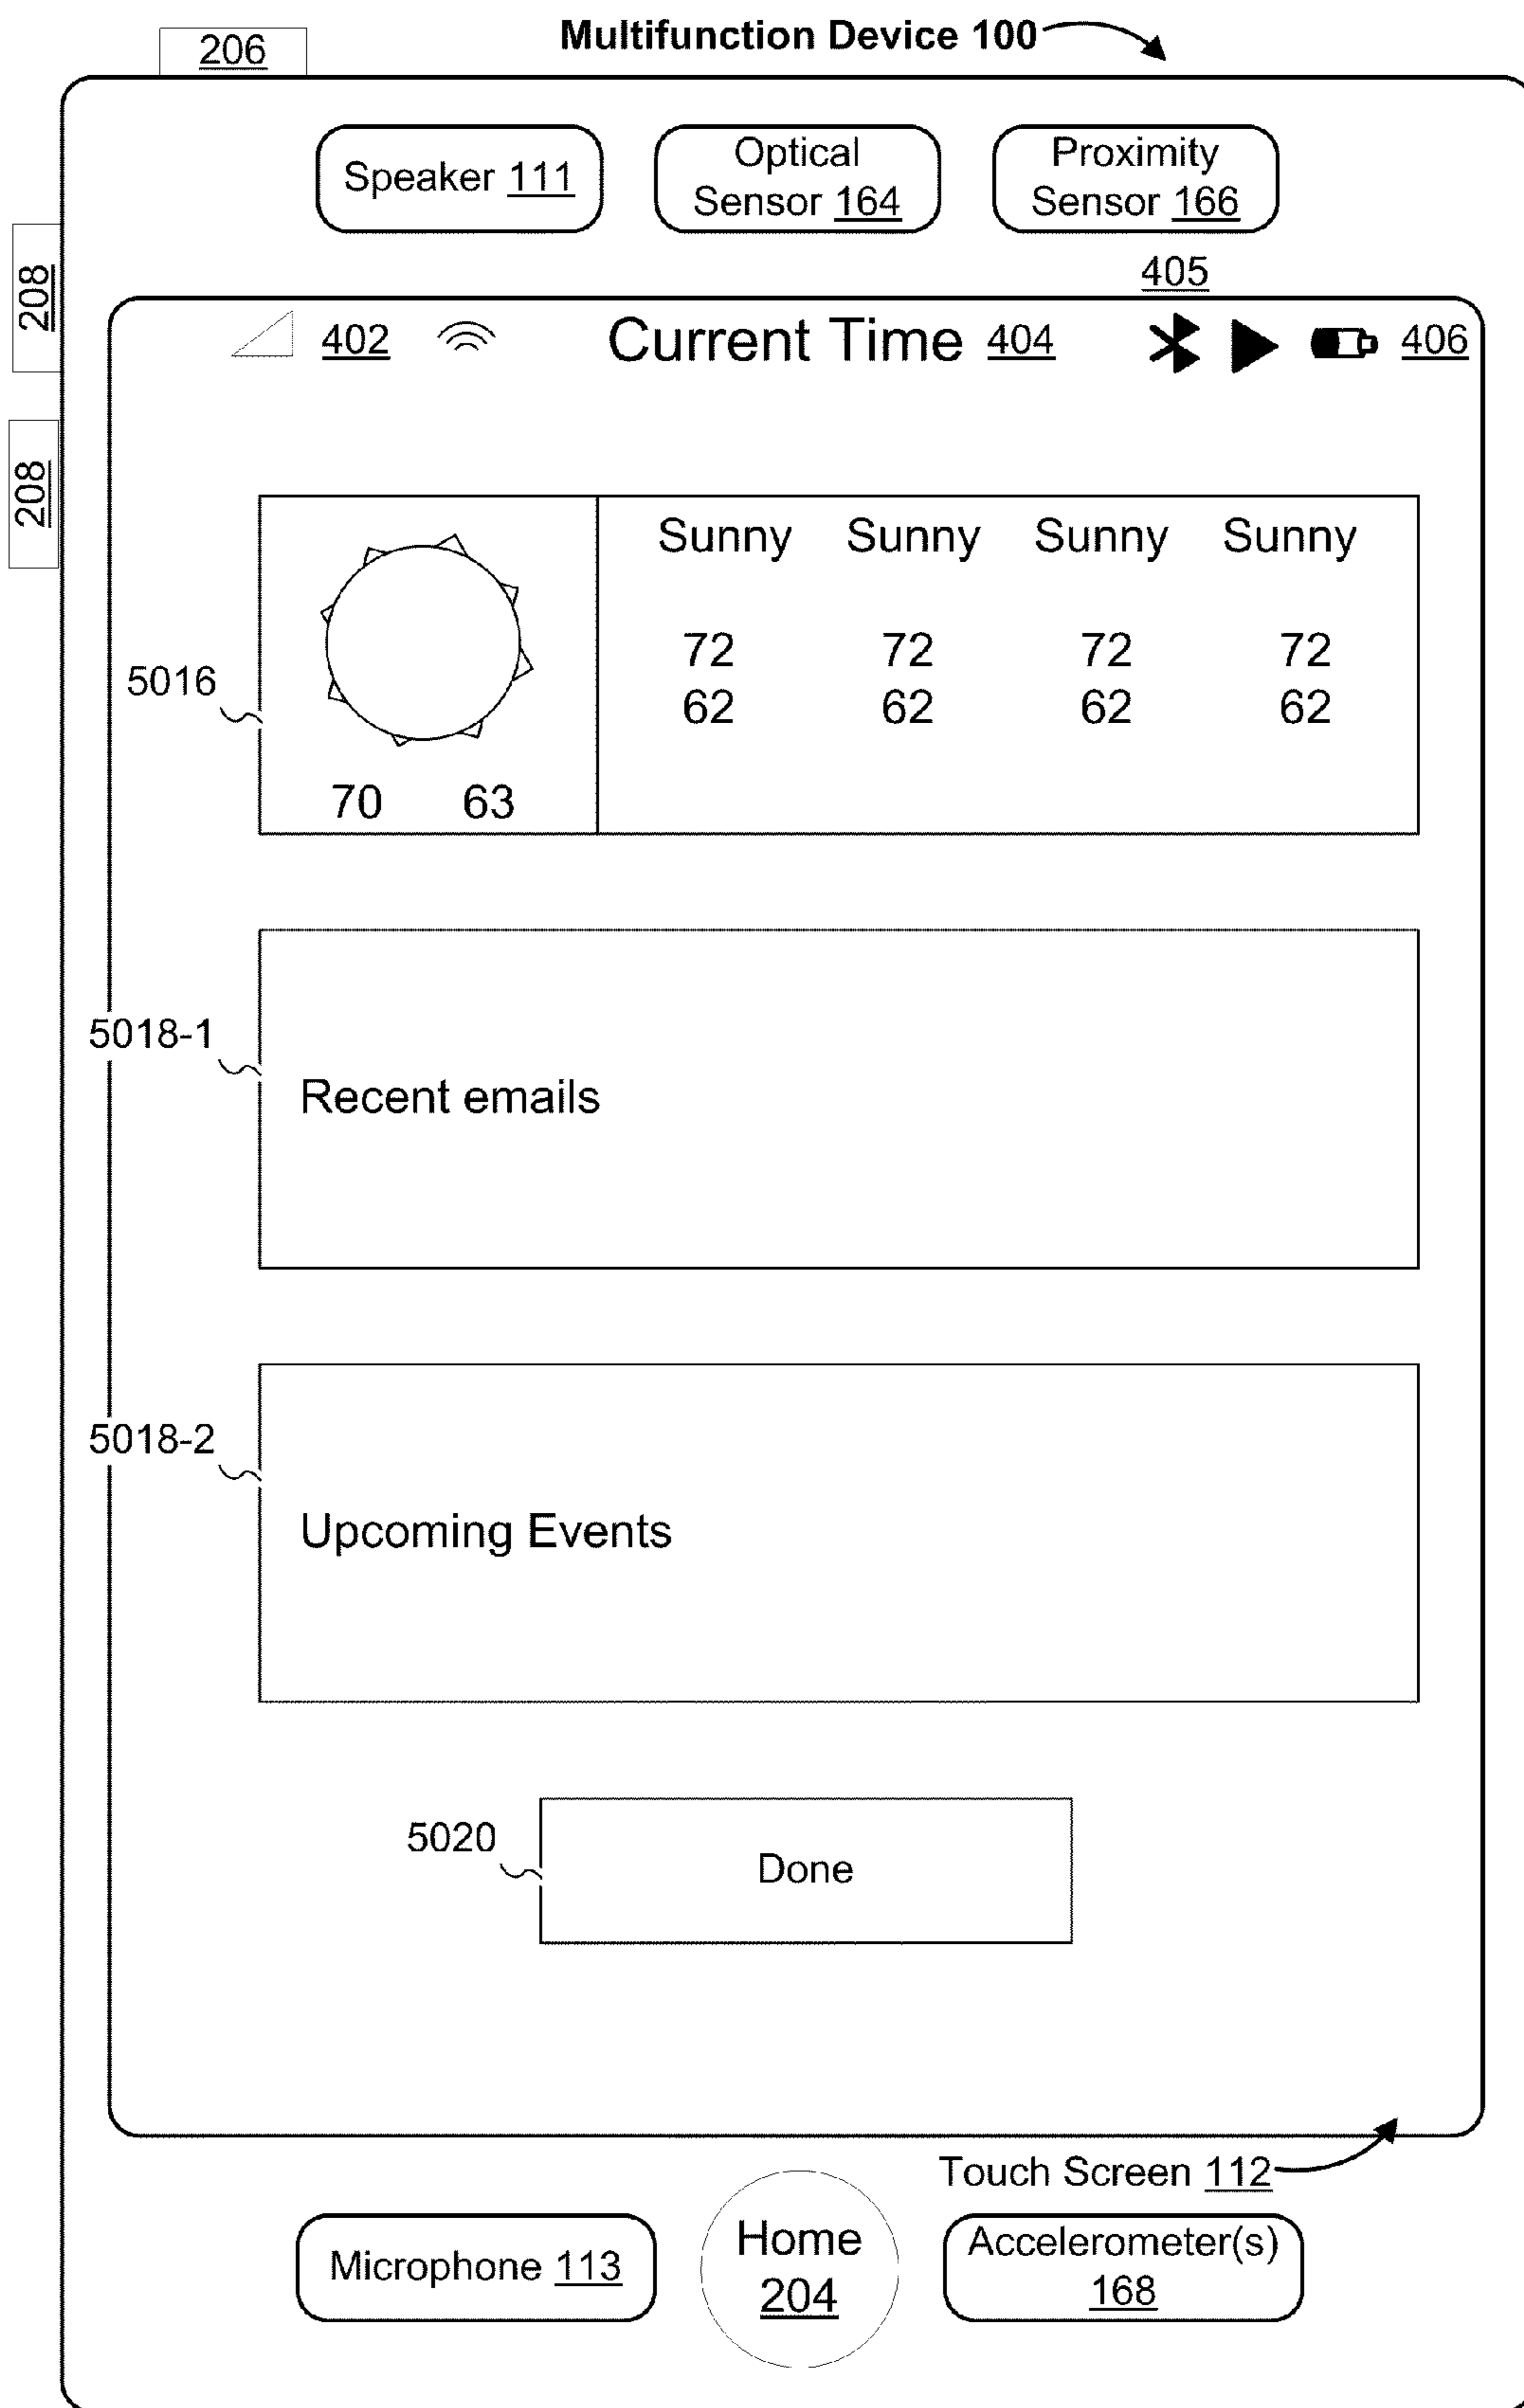 Multifunction Device 100
206
Speaker 111
Optical
Sensor 164
Proximity
Sensor 166
208
405
402
Current Time 404
406
208
Sunny Sunny Sunny Sunny
72 72 72 72
62 62 62 62
5016
70 63
5018-1
Recent emails
5018-2
Upcoming Events
5020
Done
Touch Screen 112
Microphone 113
Home
204
Accelerometer(s)
168